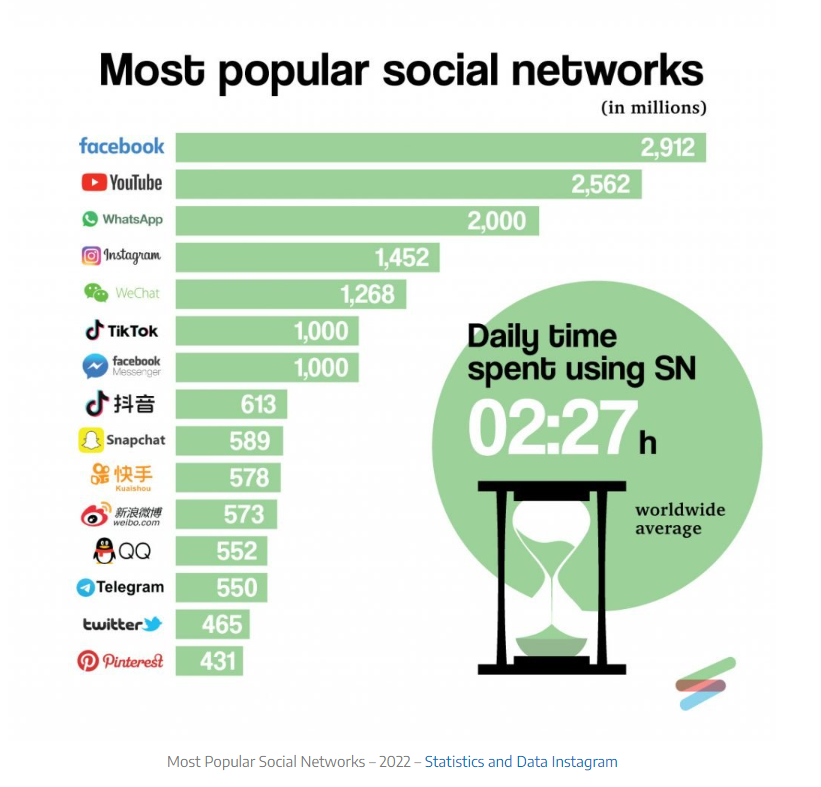 Most popular social networks
(in millions)
facebook 2,912
YouTube 2,562
WhatsApp 2,000
Instagram 1,452
WeChat 1,268
TikTok 1,000
facebook
Messenger 1,000
抖音 613
Snapchat 589
快手
Kuaishou 578
新浪微博
weibo.com 573
QQ 552
Telegram 550
twitter 465
Pinterest 431
Daily time
spent using SN
02:27h
worldwide
average
Most Popular Social Networks – 2022 – Statistics and Data Instagram